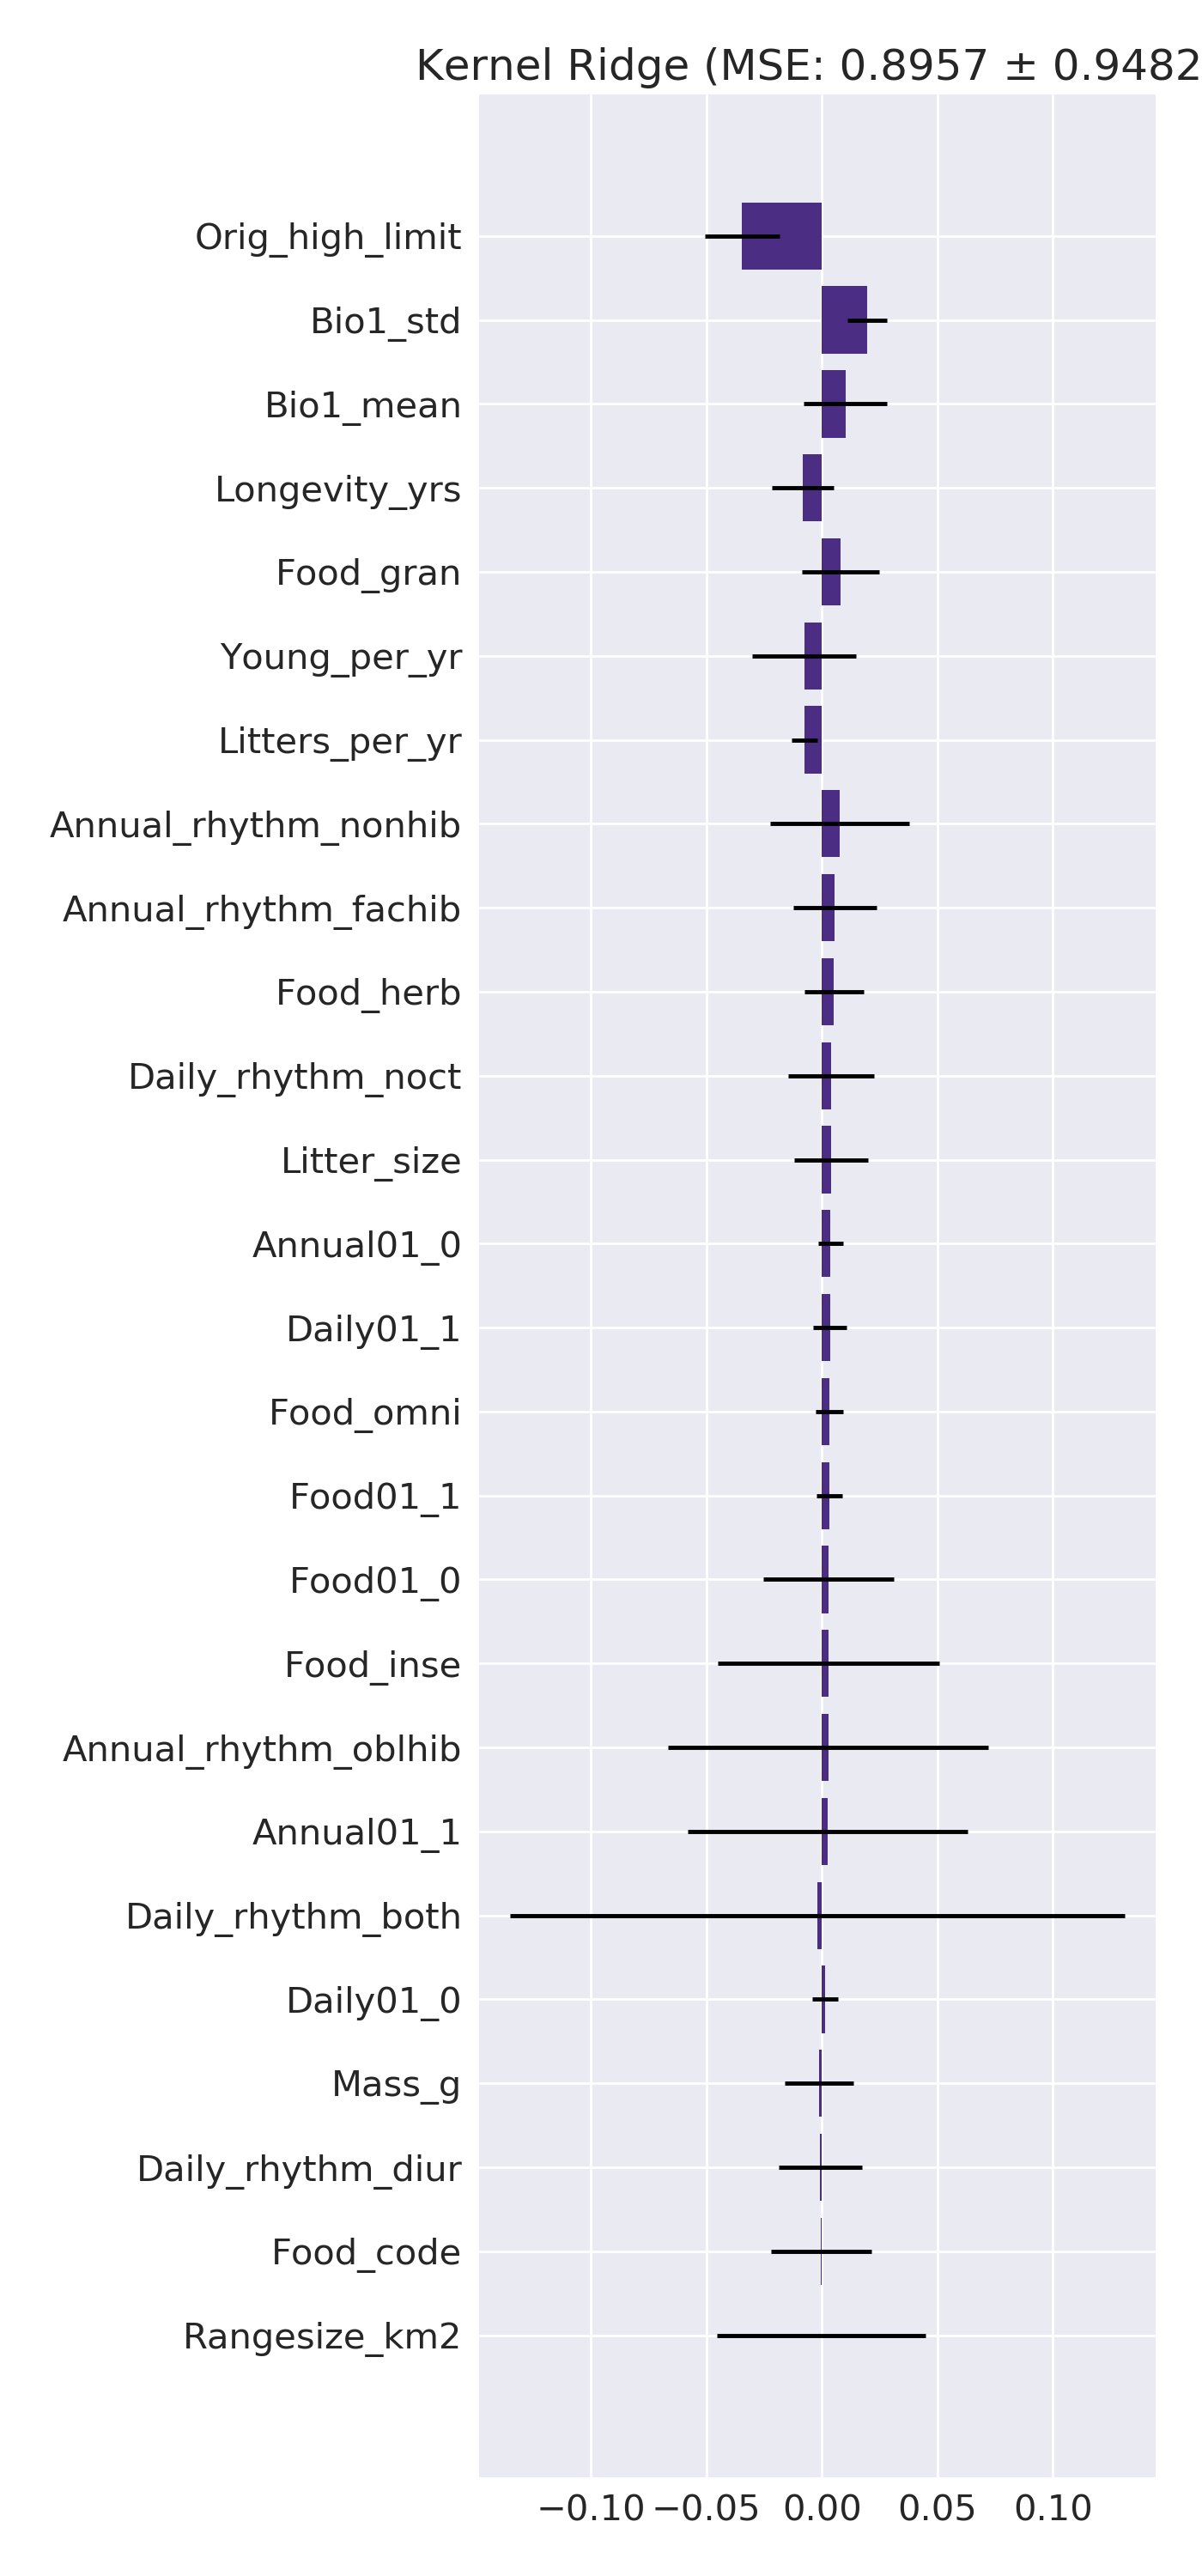 Kernel Ridge (MSE: 0.8957 ± 0.9482
Orig_high_limit
Bio1_std
Bio1_mean
Longevity_yrs
Food_gran
Young_per_yr
Litters_per_yr
Annual_rhythm_nonhib
Annual_rhythm_fachib
Food_herb
Daily_rhythm_noct
Litter_size
Annual01_0
Daily01_1
Food_omni
Food01_1
Food01_0
Food_inse
Annual_rhythm_oblhib
Annual01_1
Daily_rhythm_both
Daily01_0
Mass_g
Daily_rhythm_diur
Food_code
Rangesize_km2
−0.10 −0.05 0.00 0.05 0.10